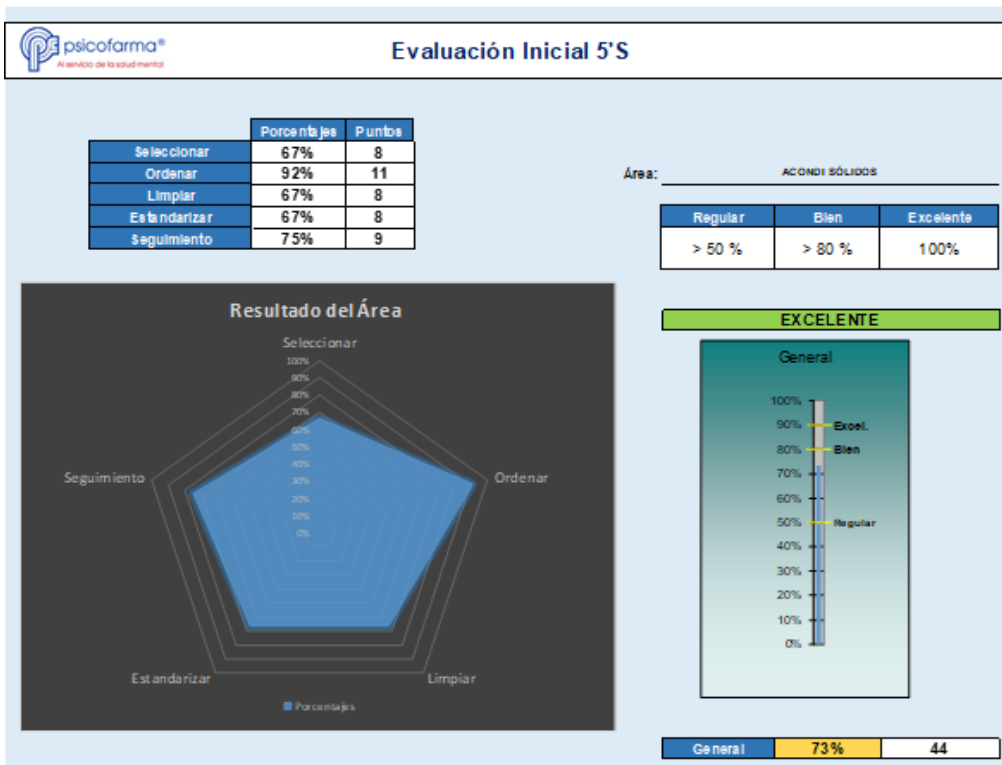 psicofarma®
Al servicio de la salud mental
Evaluación Inicial 5'S
Porcentajes Puntos
Seleccionar 67% 8
Ordenar 92% 11
Limpiar 67% 8
Estandarizar 67% 8
Seguimiento 75% 9
Área: ACONDI SÓLIDOS
Regular Bien Excelente
> 50 % > 80 % 100%
Resultado del Área
Seleccionar
100%
90%
80%
70%
60%
50%
40%
30%
20%
10%
0%
Seguimiento
Ordenar
Estandarizar
Limpiar
Porcentajes
EXCELENTE
General
100%
90% Excel.
80% Bien
70%
60%
50% Regular
40%
30%
20%
10%
0%
General 73% 44